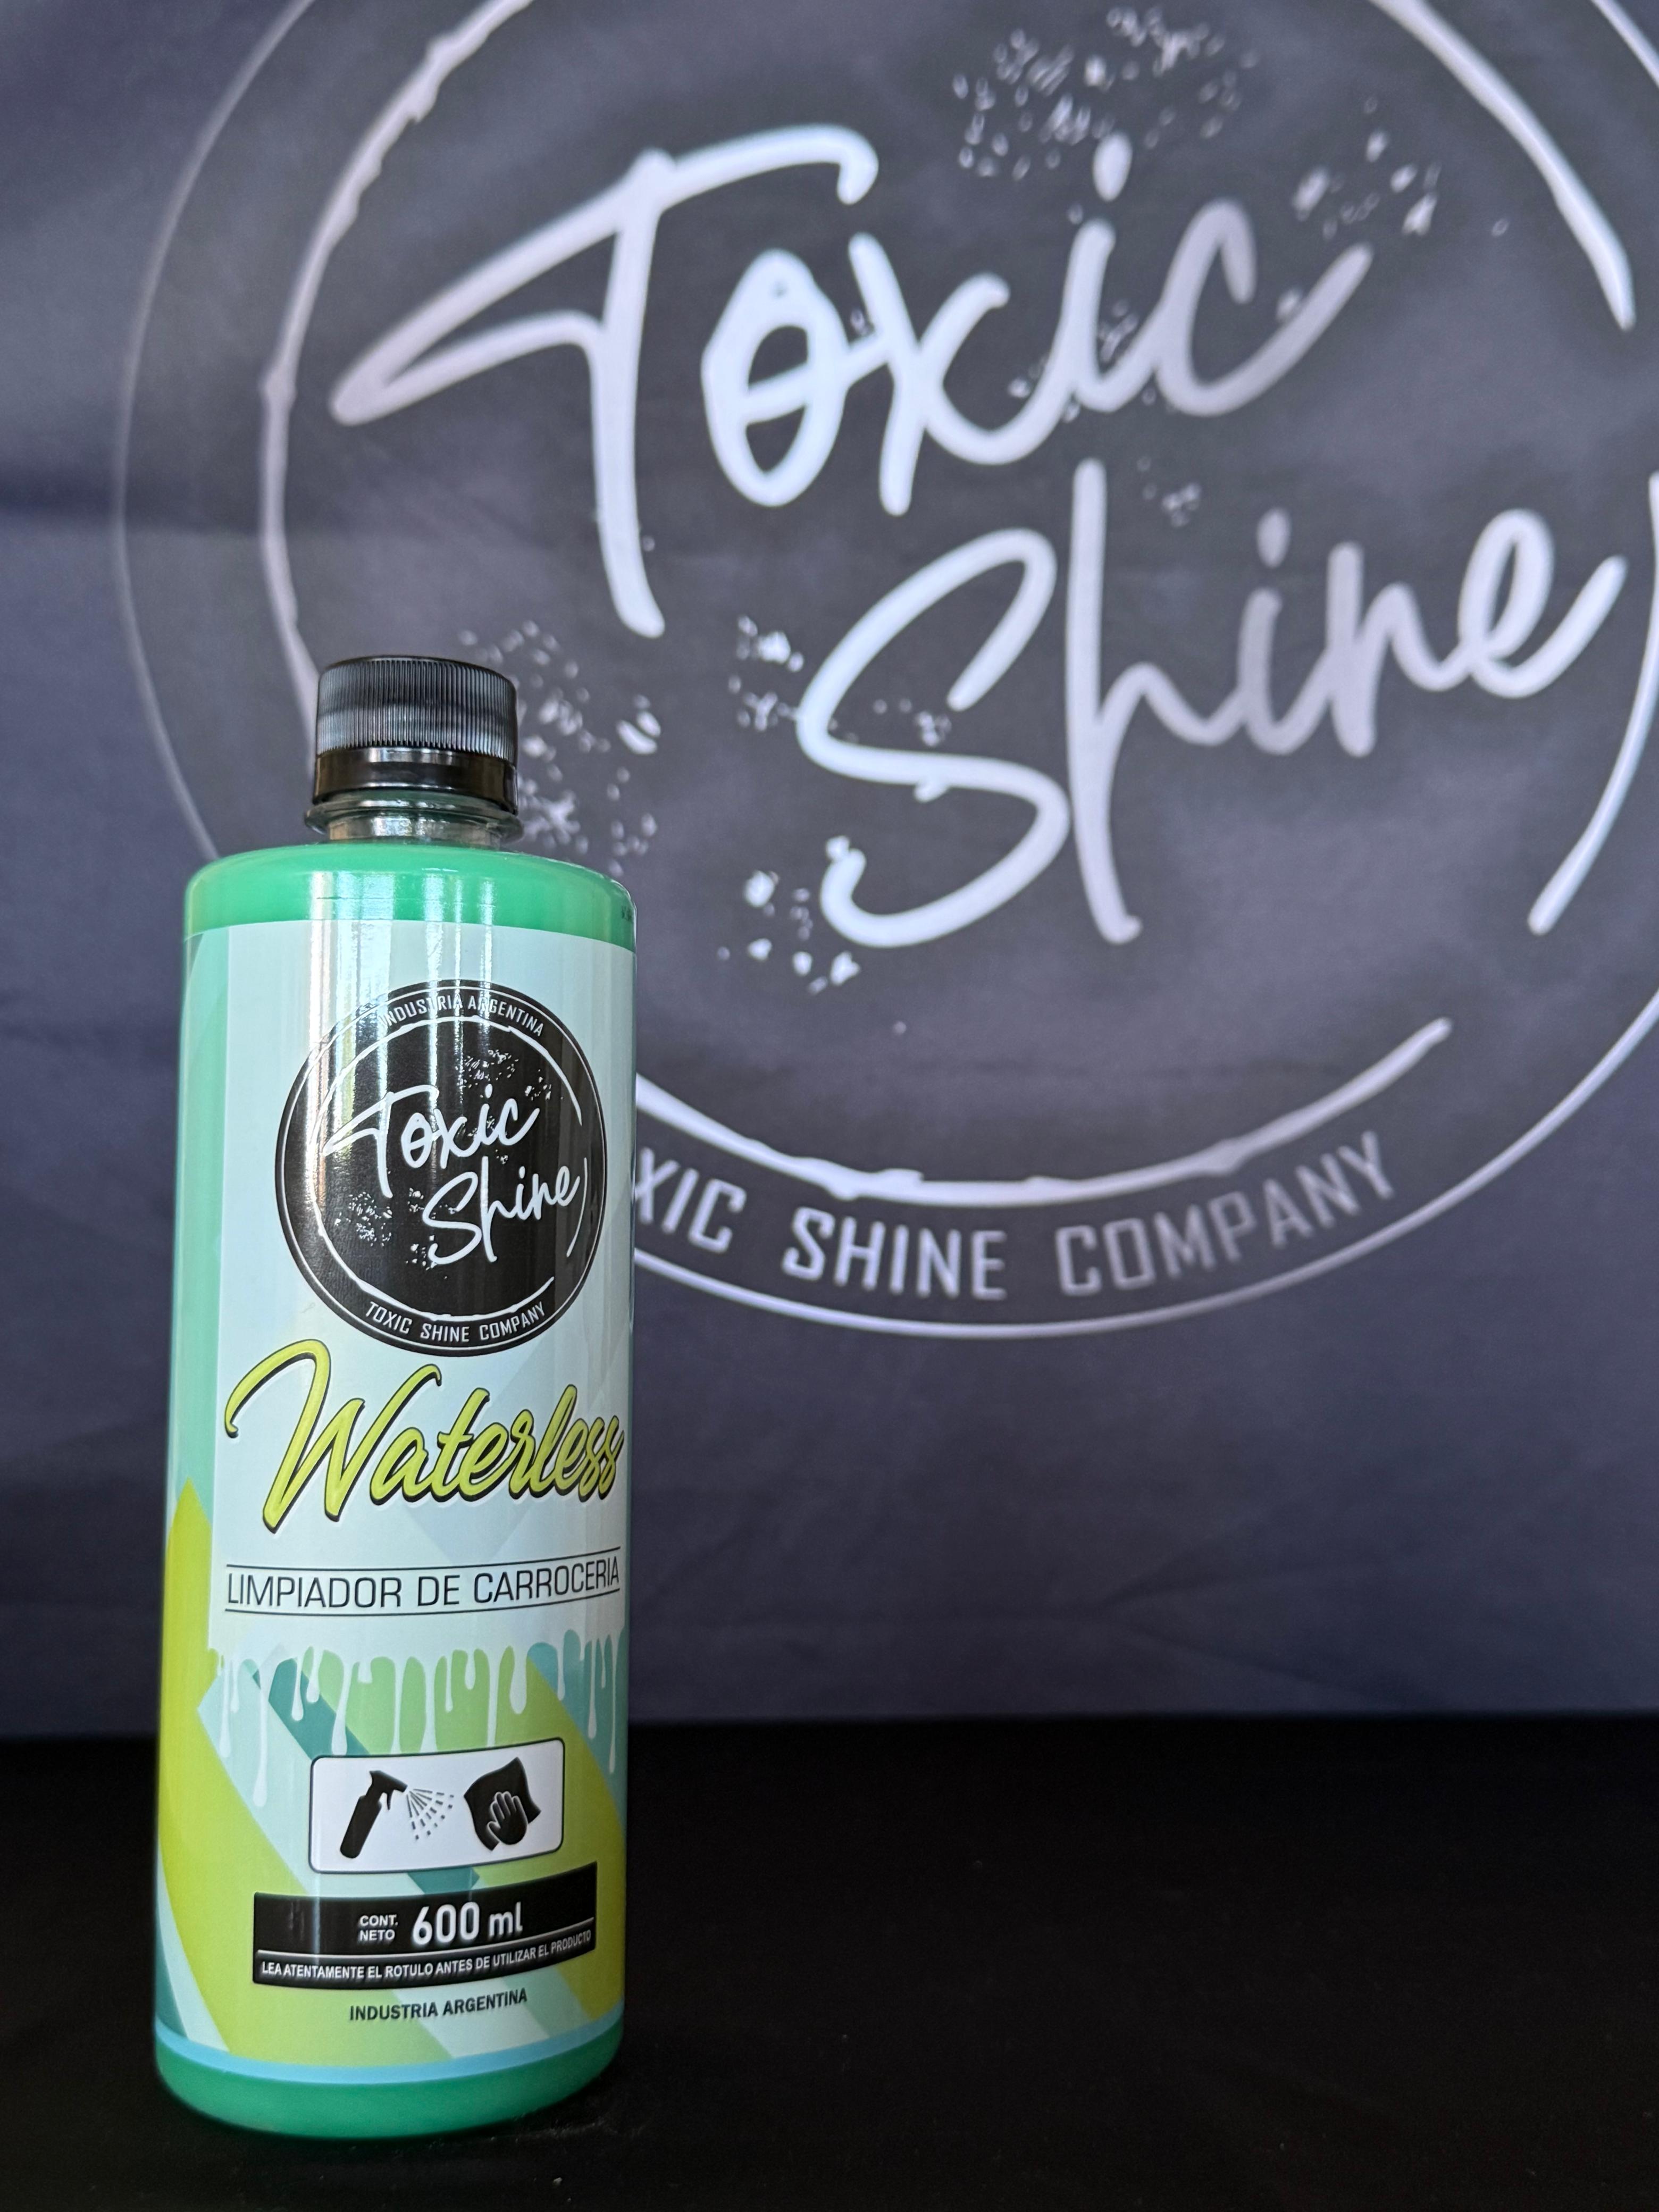 Toxic
Shine
XIC SHINE COMPANY
INDUSTRIA ARGENTINA
Toxic
Shine
TOXIC SHINE COMPANY
Waterless
LIMPIADOR DE CARROCERIA
CONT.
NETO
600 ml
LEA ATENTAMENTE EL ROTULO ANTES DE UTILIZAR EL PRODUCTO
INDUSTRIA ARGENTINA